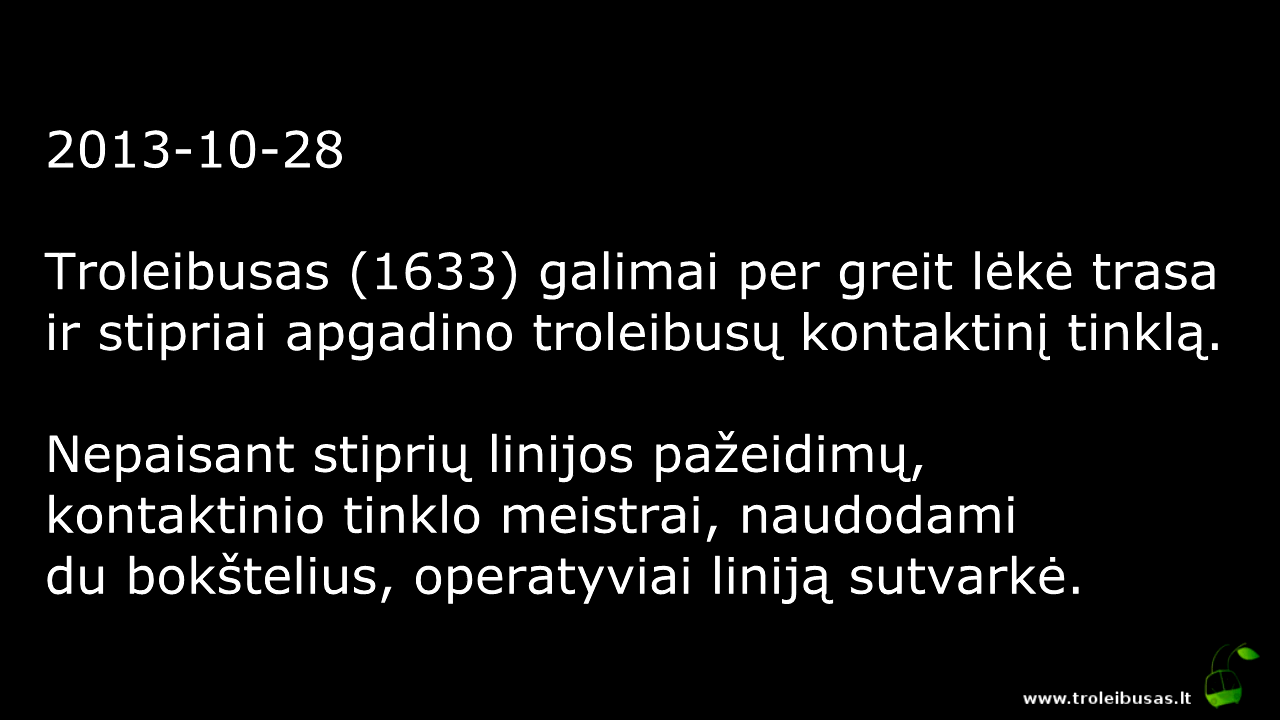 2013-10-28
Troleibusas (1633) galimai per greit lėkė trasa
ir stipriai apgadino troleibusų kontaktinį tinklą.
Nepaisant stiprių linijos pažeidimų,
kontaktinio tinklo meistrai, naudodami
du bokštelius, operatyviai liniją sutvarkė.
www.troleibusas.lt